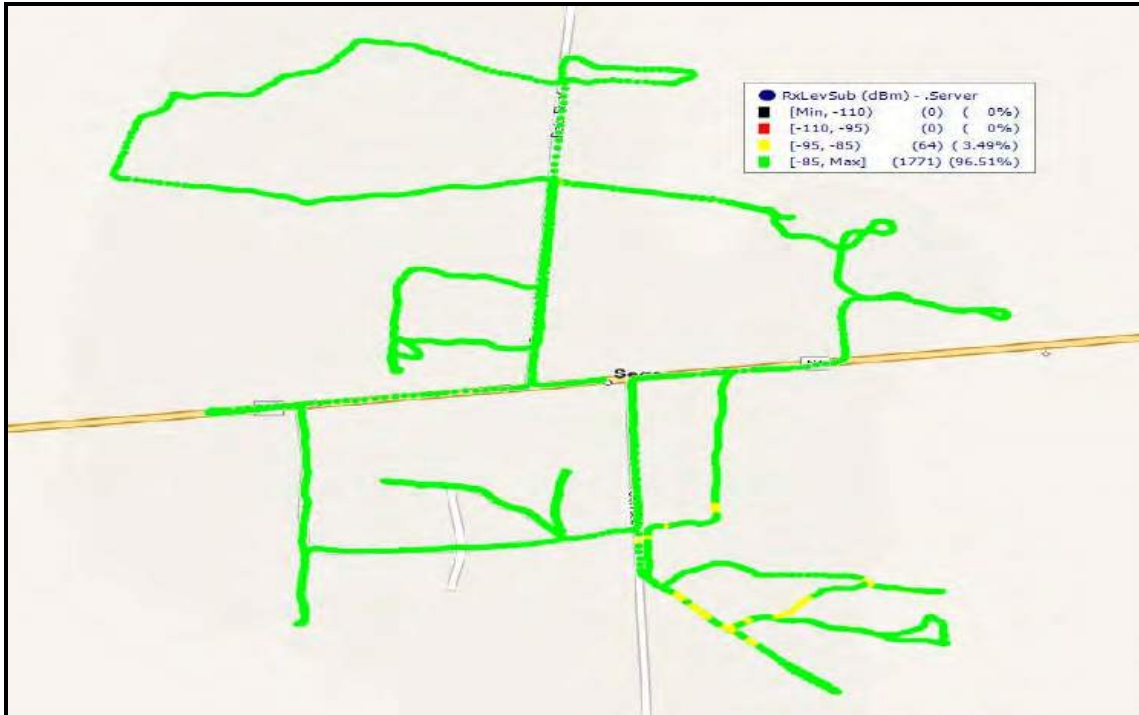 RxLevSub (dBm) - .Server
[Min, -110) (0) ( 0%)
[-110, -95) (0) ( 0%)
[-95, -85) (64) ( 3.49%)
[-85, Max] (1771) (96.51%)